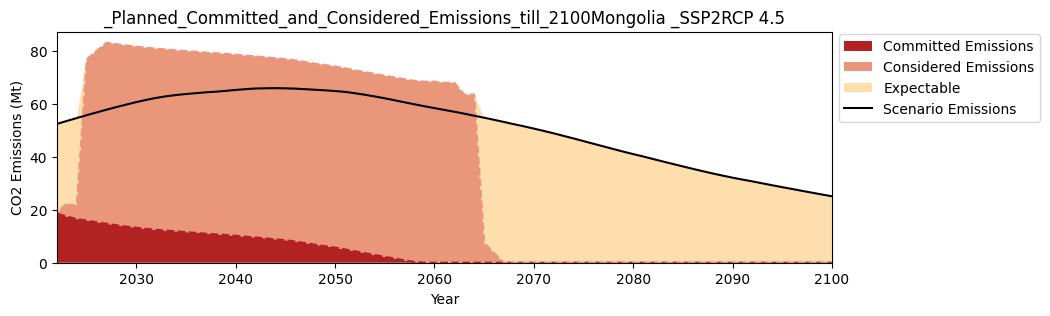 _Planned_Committed_and_Considered_Emissions_till_2100Mongolia _SSP2RCP 4.5
CO2 Emissions (Mt)
80
60
40
20
0
2030 2040 2050 2060 2070 2080 2090 2100
Year
Committed Emissions
Considered Emissions
Expectable
Scenario Emissions